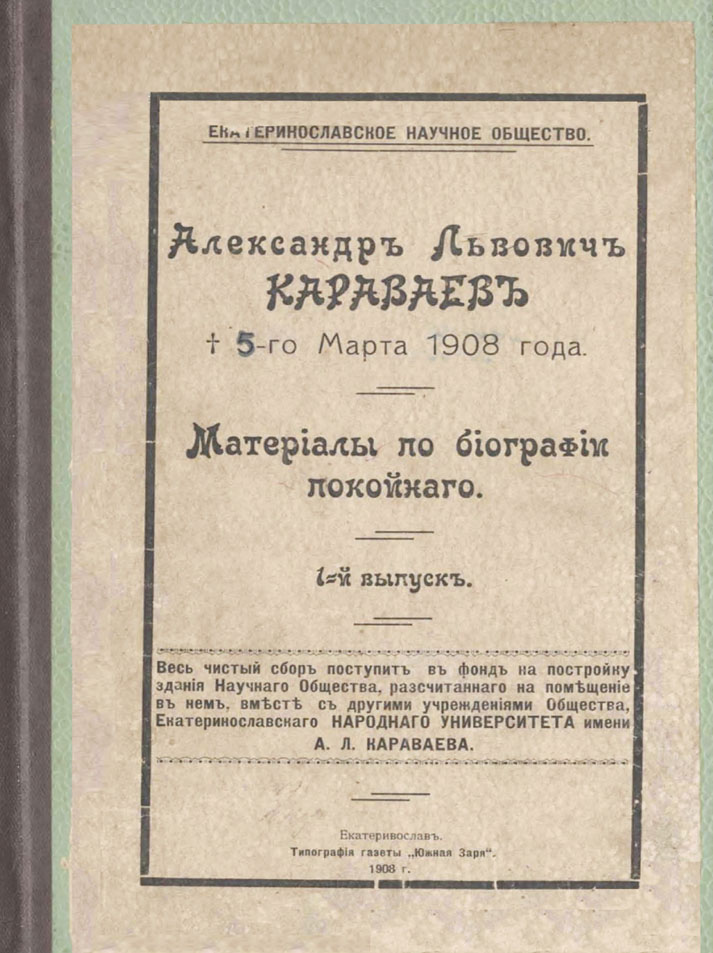 ЕКАТЕРИНОСЛАВСКОЕ НАУЧНОЕ ОБЩЕСТВО.
Александръ Львовичъ
КАРАВАЕВЪ
† 5-го Марта 1908 года.
Матеріалы по біографіи
покойнаго.
1-й выпускъ.
Весь чистый сборъ поступитъ въ фондъ на постройку
зданія Научнаго Общества, разсчитаннаго на помѣщеніе
въ немъ, вмѣстѣ съ другими учрежденіями Общества,
Екатеринославскаго НАРОДНАГО УНИВЕРСИТЕТА имени
А. Л. КАРАВАЕВА.
Екатеривославъ.
Типографія газеты „Южная Заря“.
1908 г.